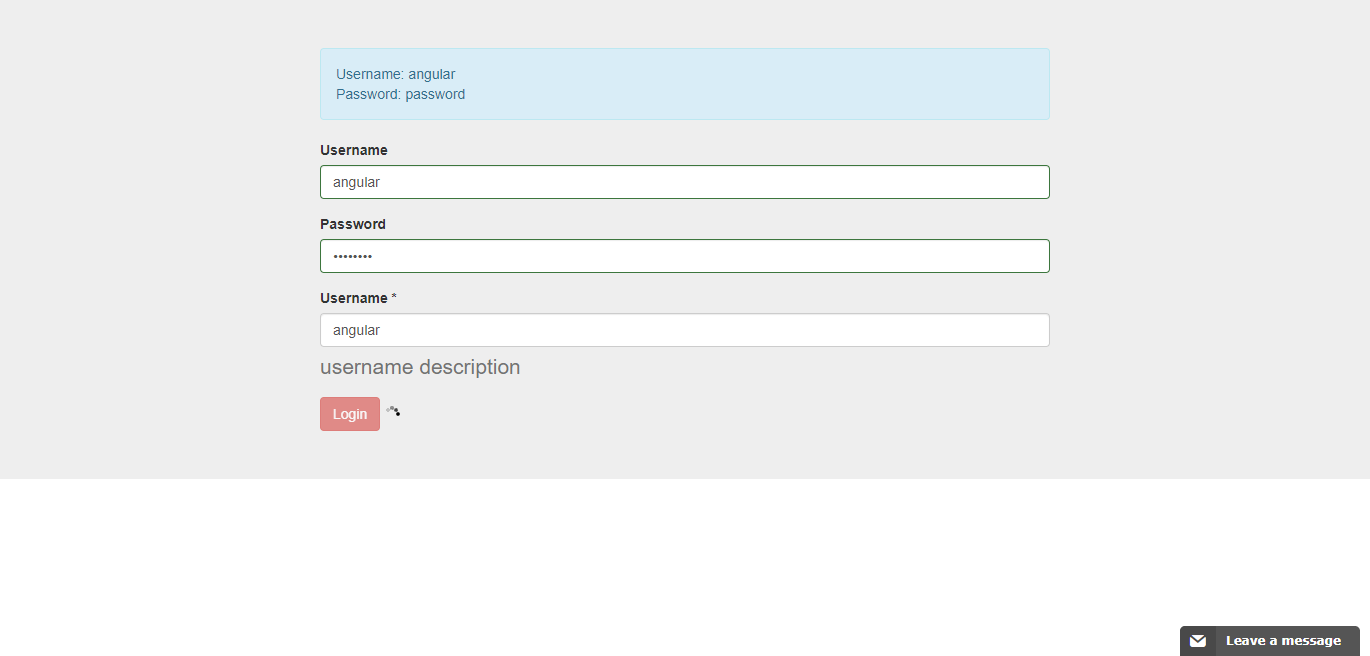 Username: angular
Password: password
Username
angular
Password
••••••••
Username *
angular
username description
Login
Leave a message